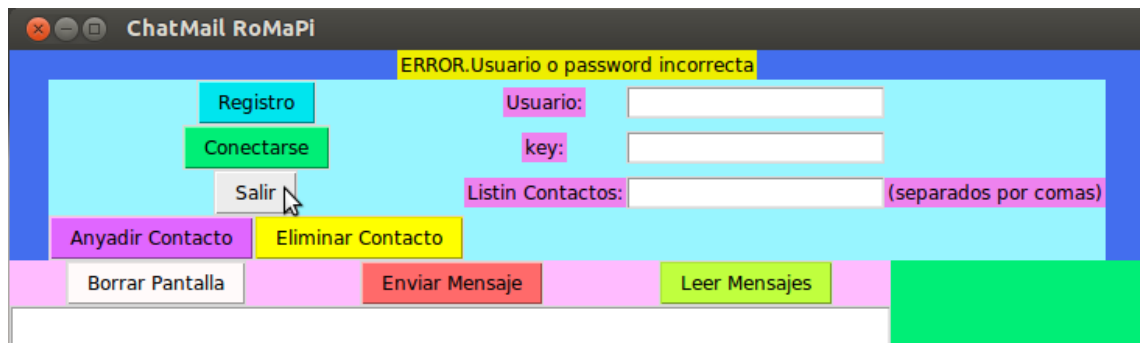 ChatMail RoMaPi
ERROR.Usuario o password incorrecta
Registro
Usuario:
Conectarse
key:
Salir
Listin Contactos:
(separados por comas)
Anyadir Contacto
Eliminar Contacto
Borrar Pantalla
Enviar Mensaje
Leer Mensajes